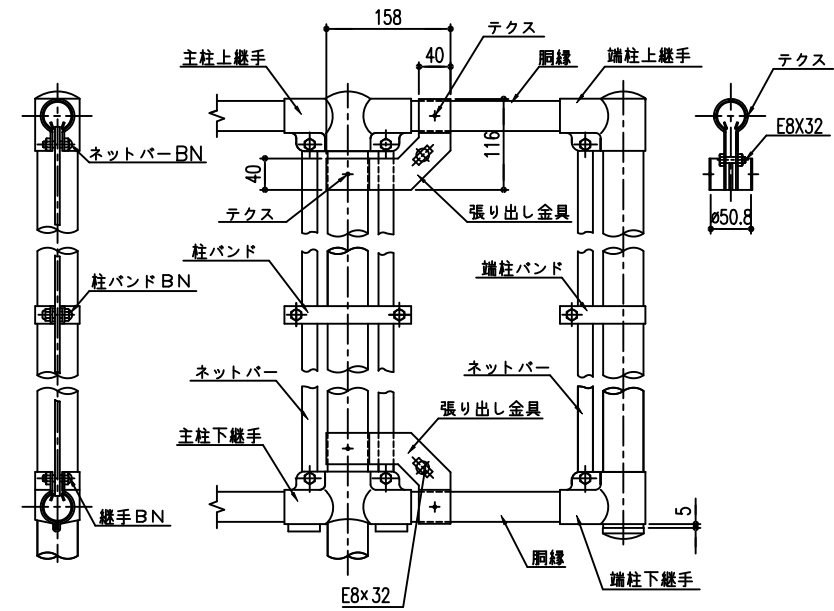 158
テクス
主柱上継手
40
胴縁
端柱上継手
テクス
E8X32
ネットバーBN
40
116
テクス
張り出し金具
ø50.8
柱バンド
端柱バンド
柱バンドBN
ネットバー
ネットバー
張り出し金具
主柱下継手
継手BN
5
胴縁
端柱下継手
E8×32